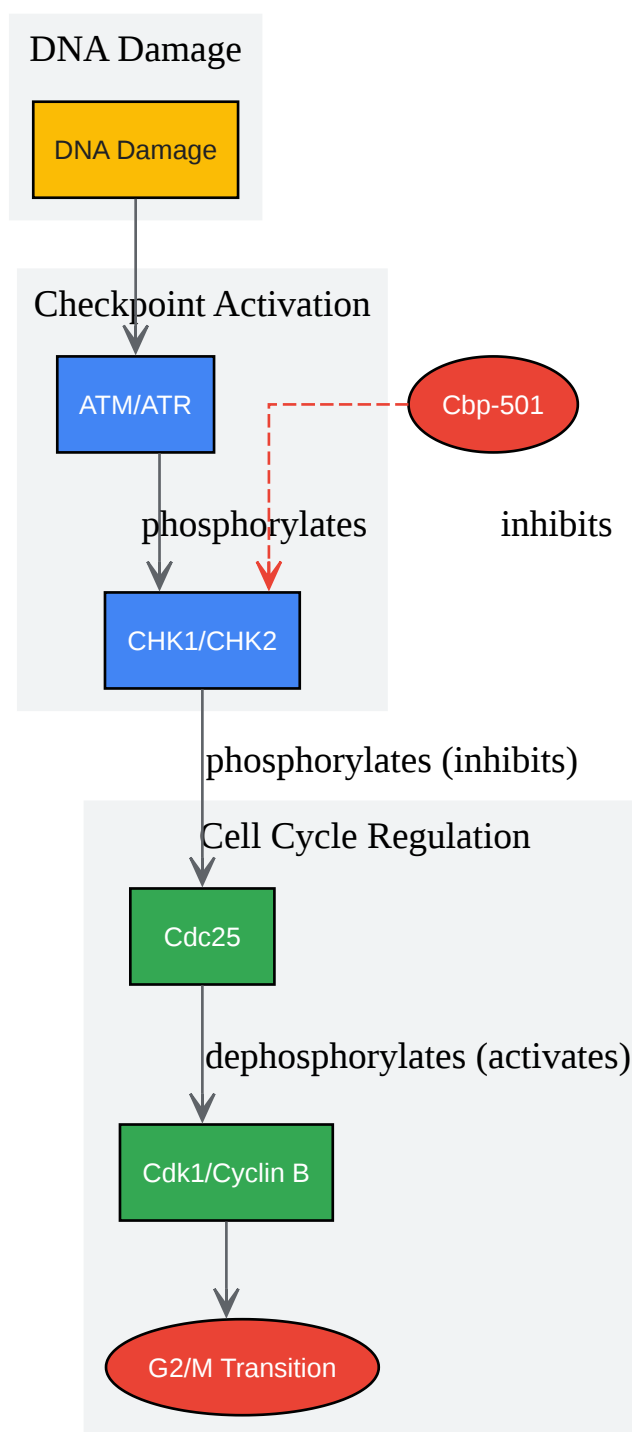 DNA Damage
DNA Damage
Checkpoint Activation
ATM/ATR
Cbp-501
phosphorylates
inhibits
CHK1/CHK2
phosphorylates (inhibits)
Cell Cycle Regulation
Cdc25
dephosphorylates (activates)
Cdk1/Cyclin B
G2/M Transition